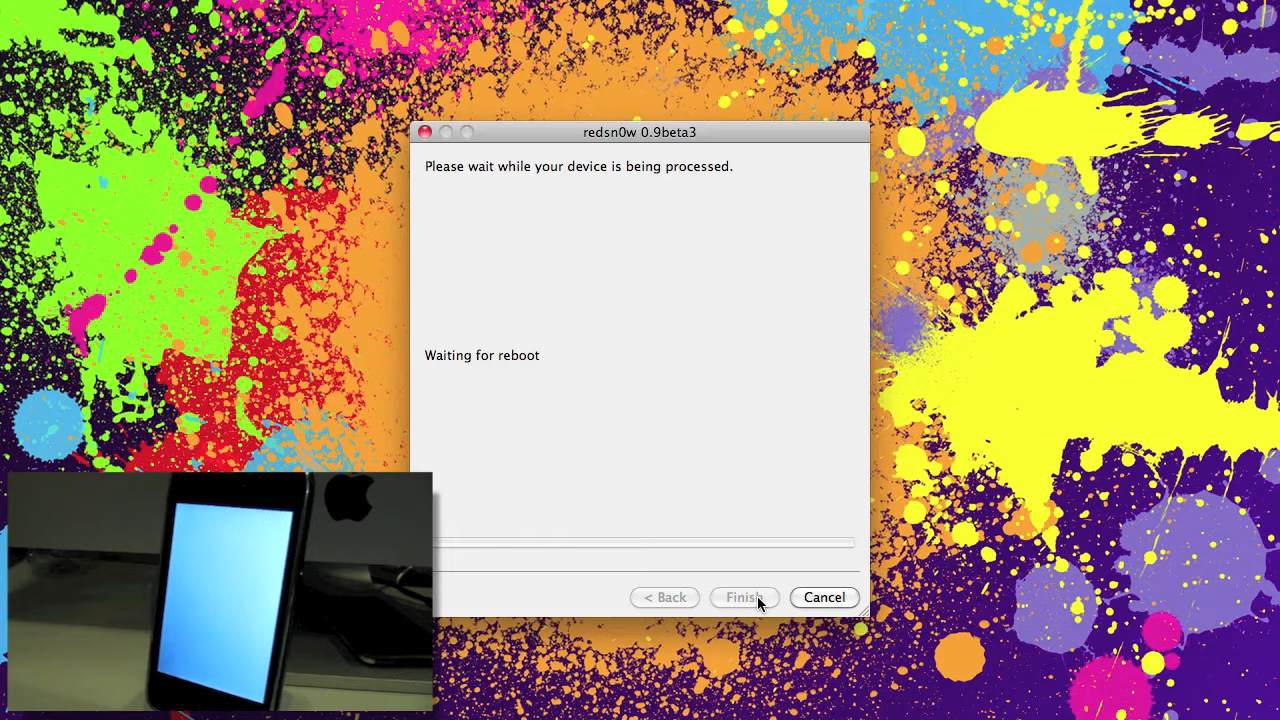 redsn0w 0.9beta3
Please wait while your device is being processed.
Waiting for reboot
< Back
Finish
Cancel